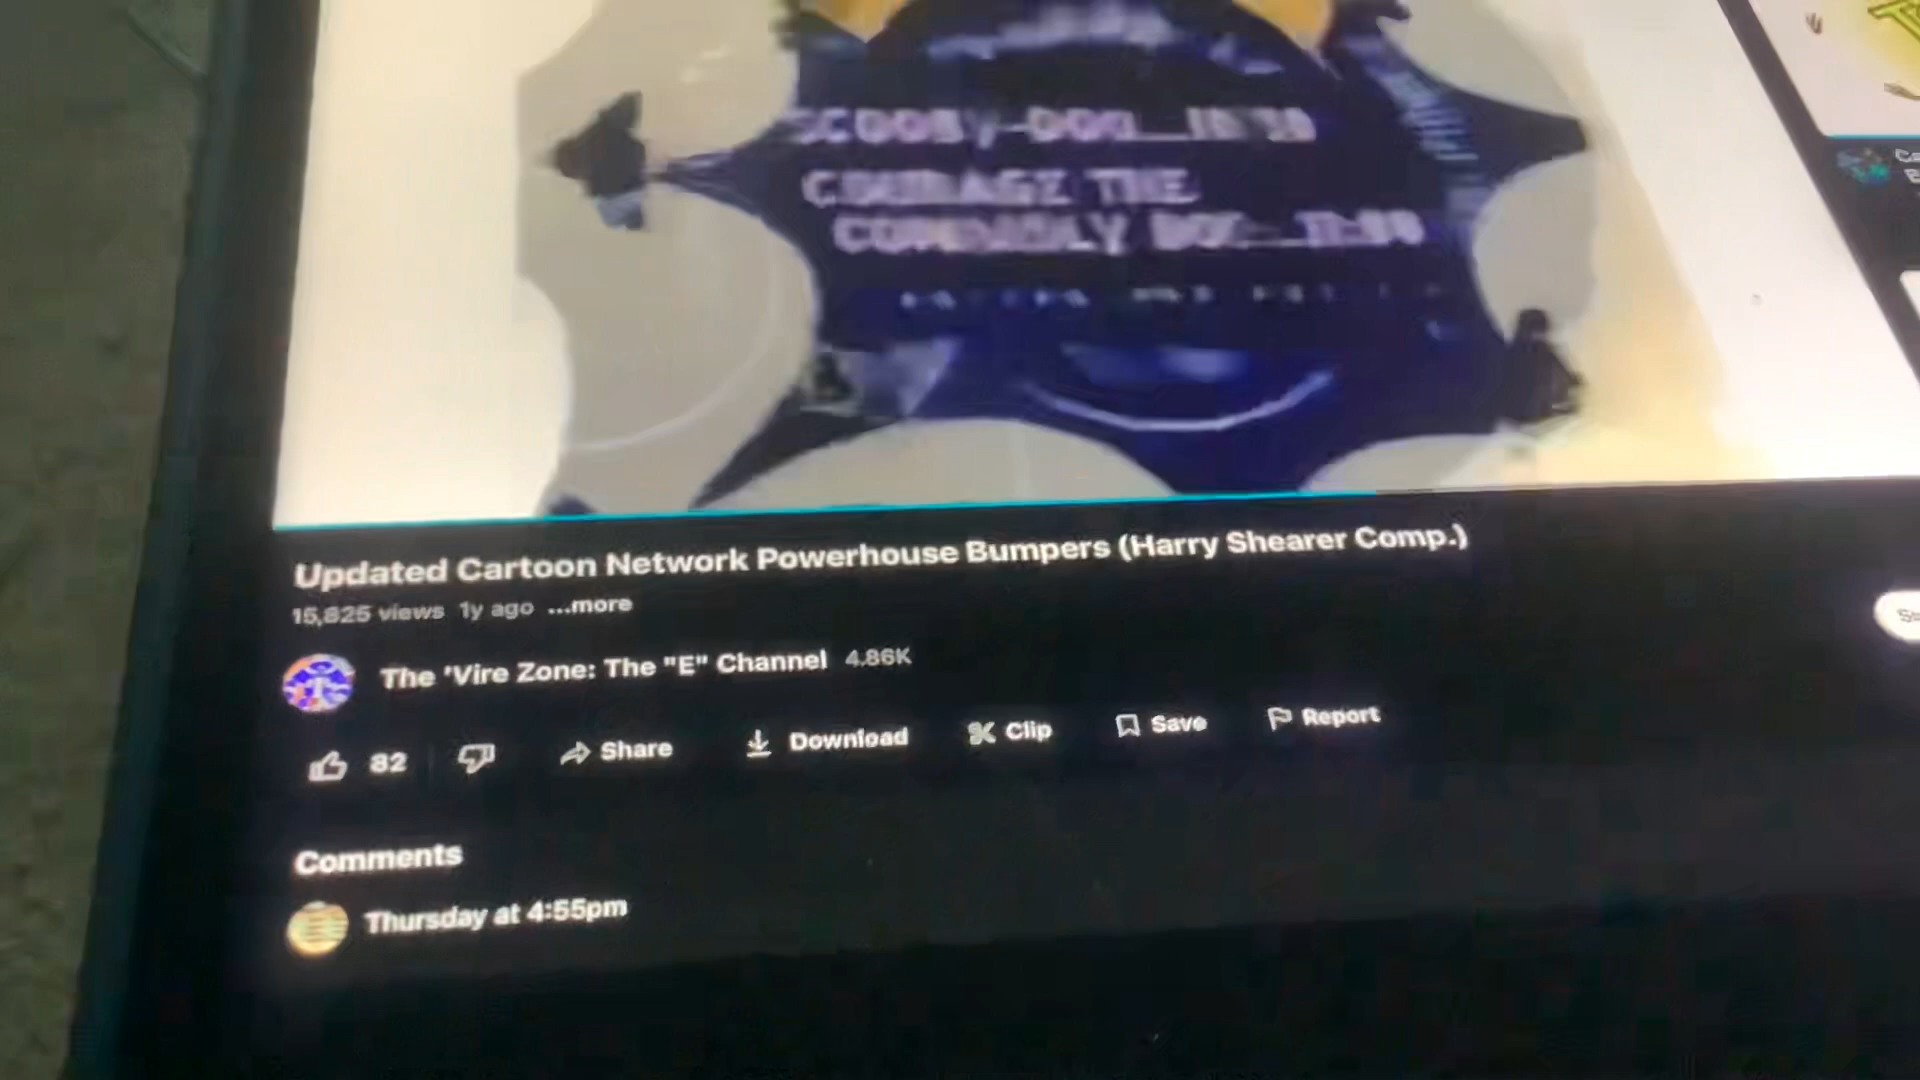 SCOOBY-DOO
COURAGE THE
COWARDLY DOG
Updated Cartoon Network Powerhouse Bumpers (Harry Shearer Comp.)
15,825 views 1y ago ...more
The 'Vire Zone: The "E" Channel 4.86K
82 Share Download Clip Save Report
Comments
Thursday at 4:55pm